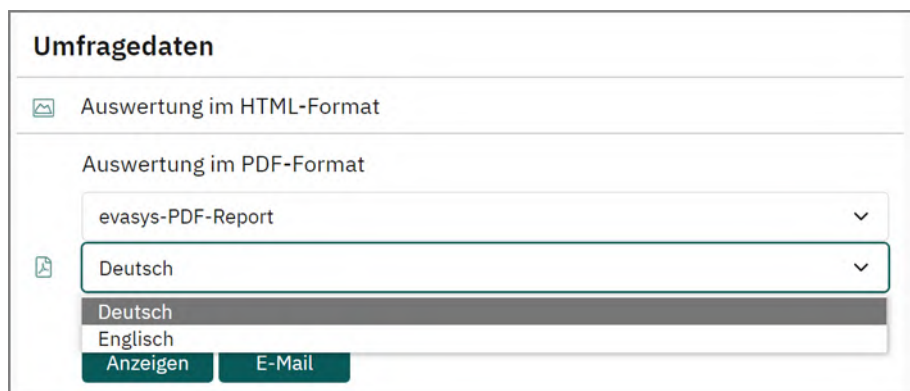 Umfragedaten
Auswertung im HTML-Format
Auswertung im PDF-Format
evasys-PDF-Report
Deutsch
Deutsch
Englisch
Anzeigen E-Mail